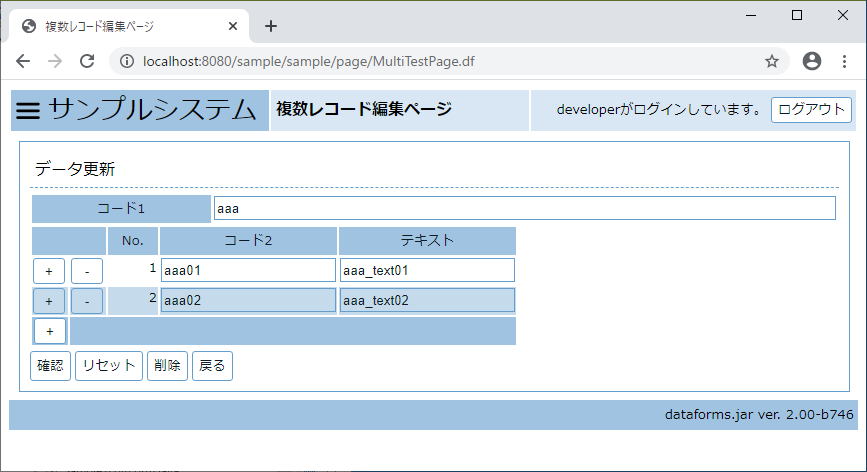 複数レコード編集ページ
localhost:8080/sample/sample/page/MultiTestPage.df
サンプルシステム 複数レコード編集ページ developerがログインしています。 ログアウト
データ更新
コード1 aaa
No. コード2 テキスト
+ - 1 aaa01 aaa_text01
+ - 2 aaa02 aaa_text02
+
確認 リセット 削除 戻る
dataforms.jar ver. 2.00-b746